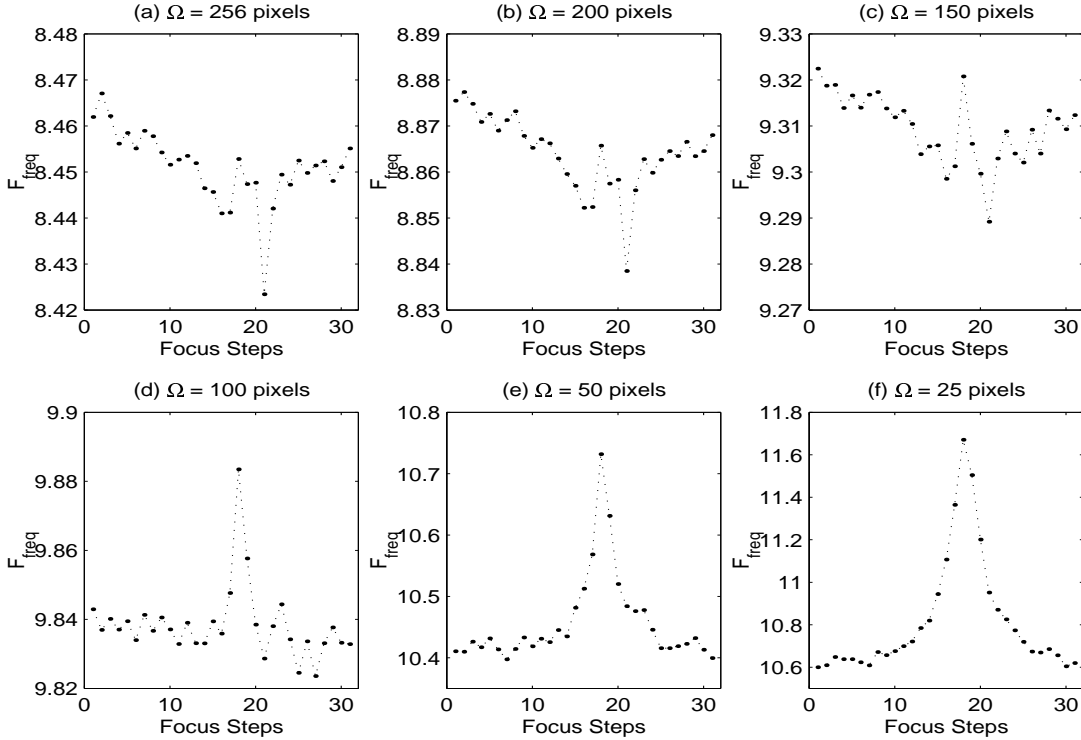 (a) Ω = 256 pixels
(b) Ω = 200 pixels
(c) Ω = 150 pixels
8.48
8.47
8.46
8.45
8.44
8.43
8.42
F_freq
0 10 20 30
Focus Steps
8.89
8.88
8.87
8.86
8.85
8.84
8.83
F_freq
0 10 20 30
Focus Steps
9.33
9.32
9.31
9.3
9.29
9.28
9.27
F_freq
0 10 20 30
Focus Steps
(d) Ω = 100 pixels
(e) Ω = 50 pixels
(f) Ω = 25 pixels
9.9
9.88
9.86
9.84
9.82
F_freq
0 10 20 30
Focus Steps
10.8
10.7
10.6
10.5
10.4
F_freq
0 10 20 30
Focus Steps
11.8
11.6
11.4
11.2
11
10.8
10.6
F_freq
0 10 20 30
Focus Steps